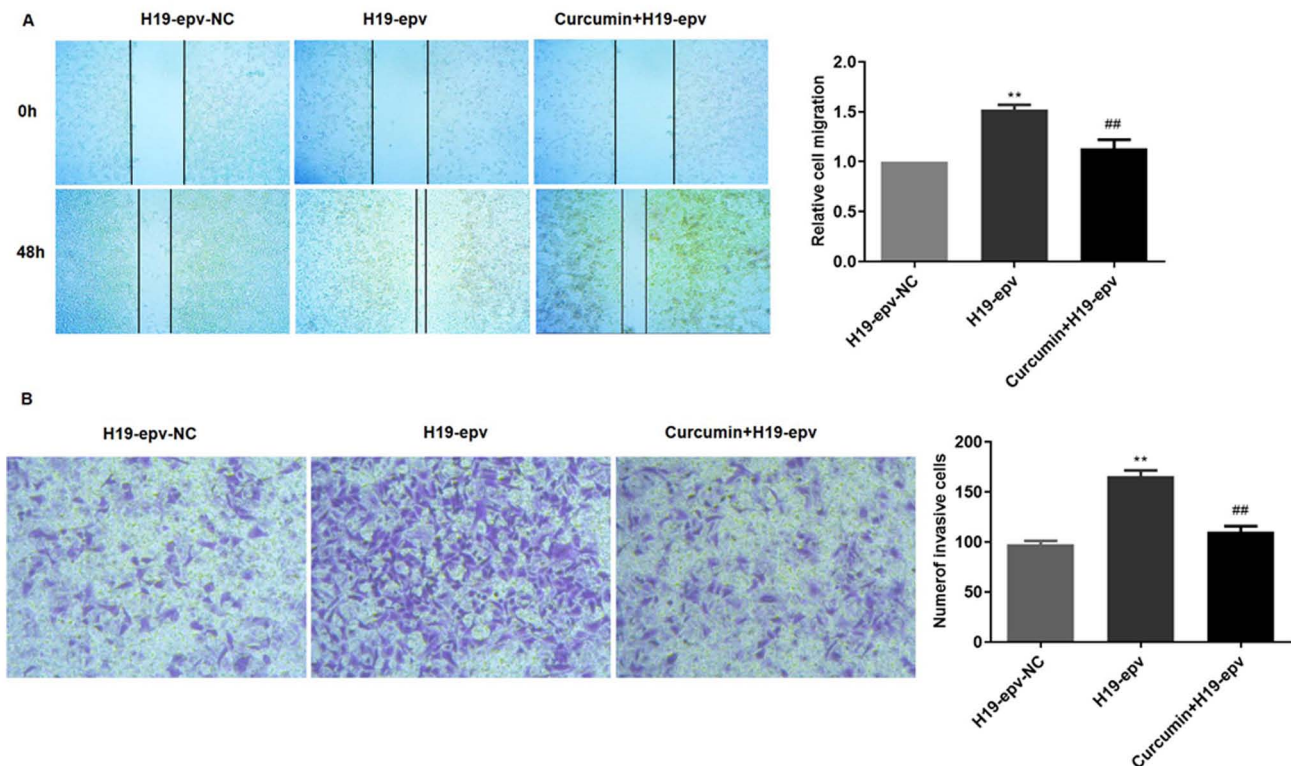 A
H19-epv-NC
H19-epv
Curcumin+H19-epv
0h
48h
Relative cell migration
2.0
1.5
1.0
0.5
0.0
**
##
H19-epv-NC
H19-epv
Curcumin+H19-epv
B
H19-epv-NC
H19-epv
Curcumin+H19-epv
Numerof invasive cells
200
150
100
50
0
**
##
H19-epv-NC
H19-epv
Curcumin+H19-epv